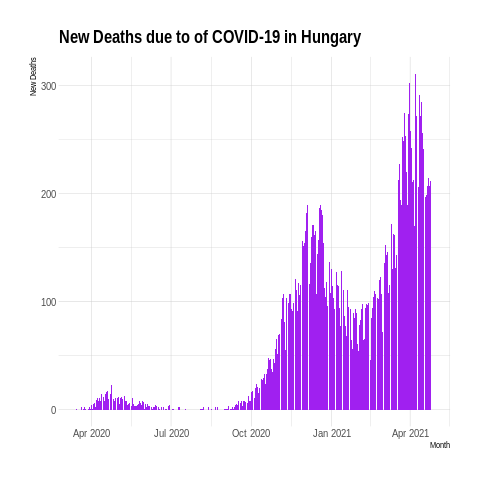 New Deaths due to of COVID-19 in Hungary
New Deaths
300
200
100
0
Apr 2020 Jul 2020 Oct 2020 Jan 2021 Apr 2021
Month